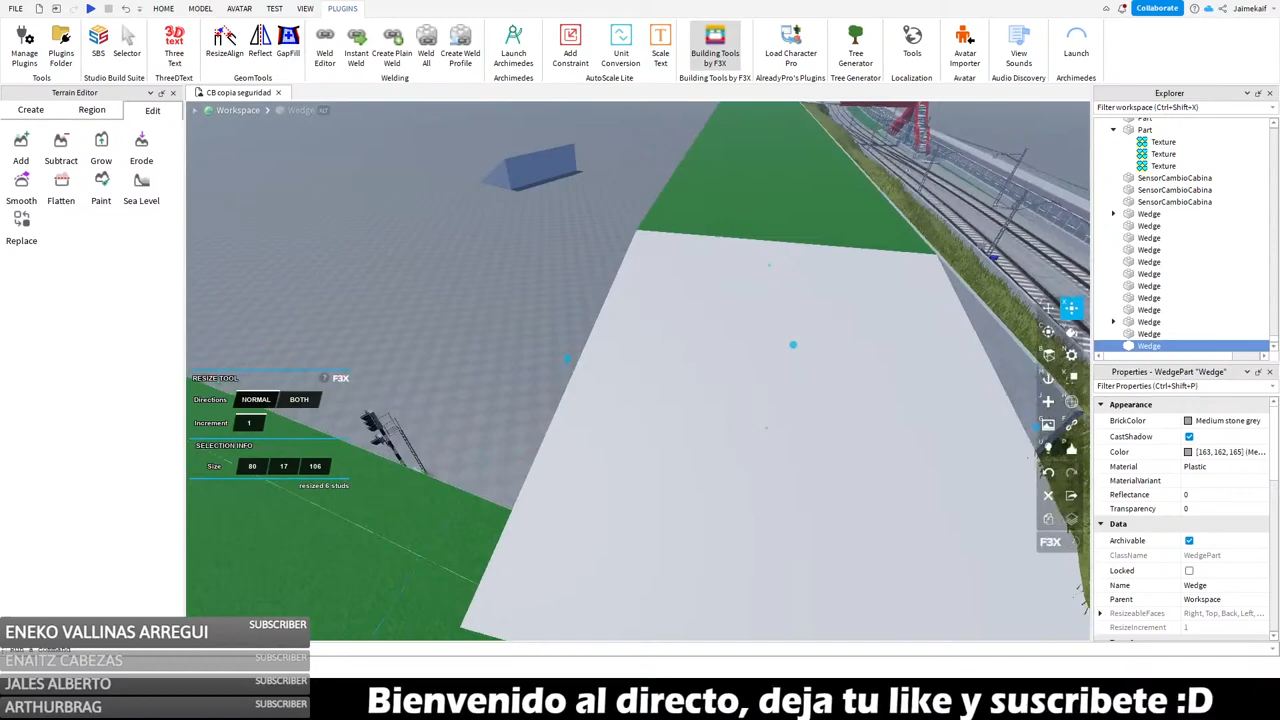 FILE HOME MODEL AVATAR TEST VIEW PLUGINS Collaborate Jaimekaif
Manage Plugins
Plugins Folder
SBS
Selector
Three Text
ResizeAlign
Reflect
GapFill
Weld Editor
Instant Weld
Create Plain Weld
Weld All
Create Weld Profile
Launch Archimedes
Add Constraint
Unit Conversion
Scale Text
Building Tools by F3X
Load Character Pro
Tree Generator
Tools
Avatar Importer
View Sounds
Launch
Tools Studio Build Suite ThreeDText GeomTools Welding Archimedes AutoScale Lite Building Tools by F3X AlreadyPro's Plugins Tree Generator Localization Avatar Audio Discovery Archimedes
Terrain Editor
Create Region Edit
Add Subtract Grow Erode
Smooth Flatten Paint Sea Level
Replace
CB copia seguridad
Workspace Wedge ALT
RESIZE TOOL F3X
Directions NORMAL BOTH
Increment 1
SELECTION INFO
Size 80 17 106
resized 6 studs
F3X
Explorer
Filter workspace (Ctrl+Shift+X)
Part
Part
Texture
Texture
Texture
SensorCambioCabina
SensorCambioCabina
SensorCambioCabina
Wedge
Wedge
Wedge
Wedge
Wedge
Wedge
Wedge
Wedge
Wedge
Wedge
Wedge
Wedge
Properties - WedgePart "Wedge"
Filter Properties (Ctrl+Shift+P)
Appearance
BrickColor Medium stone grey
CastShadow
Color [163, 162, 165] (Me...
Material Plastic
MaterialVariant
Reflectance 0
Transparency 0
Data
Archivable
ClassName WedgePart
Locked
Name Wedge
Parent Workspace
ResizeableFaces Right, Top, Back, Left, ...
ResizeIncrement 1
ENEKO VALLINAS ARREGUI SUBSCRIBER
ENAITZ CABEZAS SUBSCRIBER
JALES ALBERTO SUBSCRIBER
ARTHURBRAG SUBSCRIBER
Bienvenido al directo, deja tu like y suscribete :D